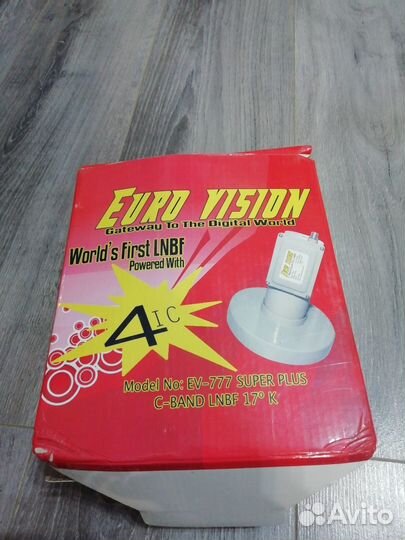 EURO VISION
Gateway To The Digital World
World's First LNBF
Powered With
4 IC
Model No: EV-777 SUPER PLUS
C-BAND LNBF 17º K
Avito